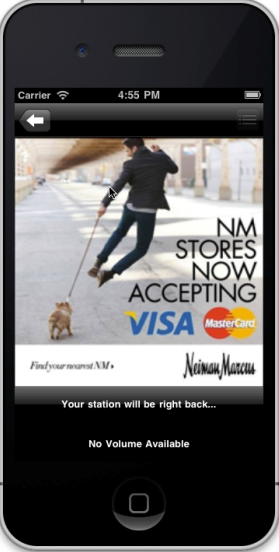 Carrier 4:55 PM
NM
STORES
NOW
ACCEPTING
VISA MasterCard
Find your nearest NM
Neiman Marcus
Your station will be right back...
No Volume Available